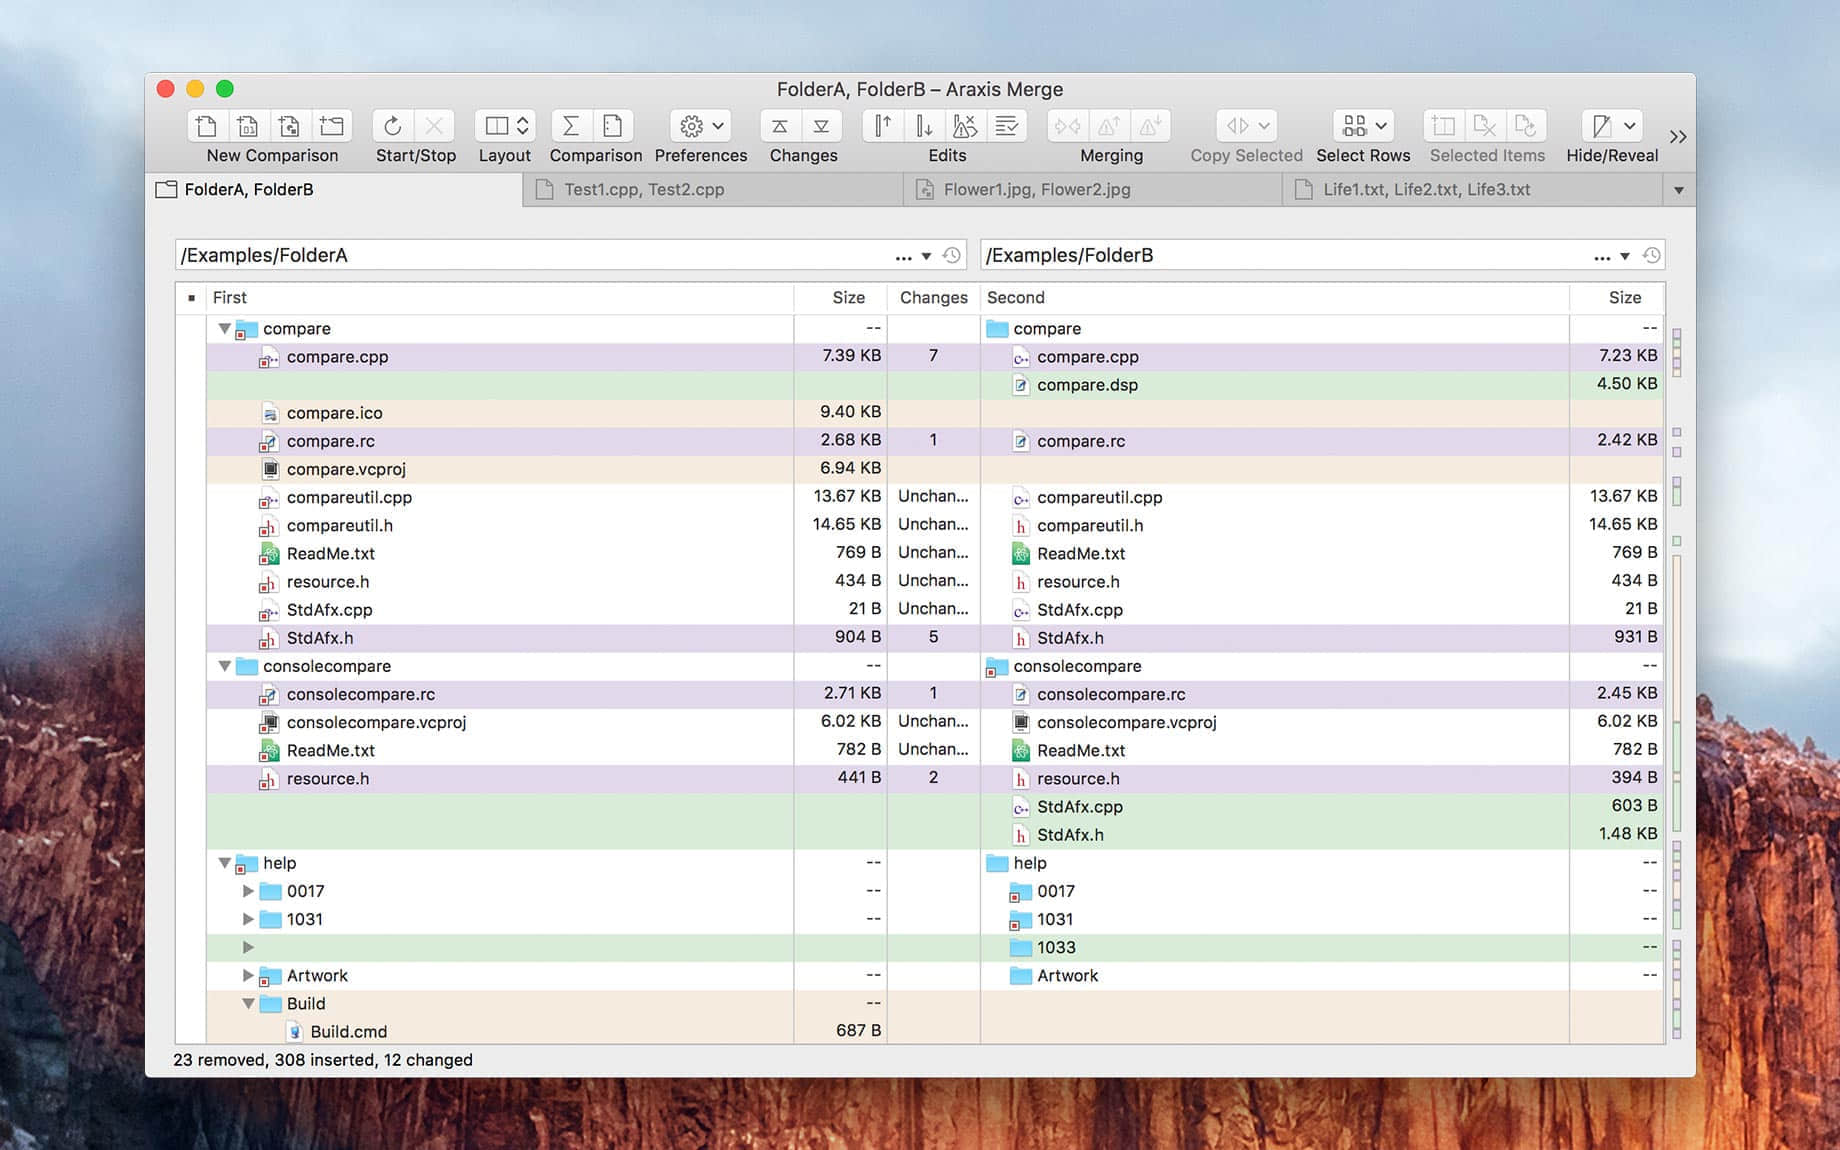 FolderA, FolderB – Araxis Merge
New Comparison Start/Stop Layout Comparison Preferences Changes Edits Merging Copy Selected Select Rows Selected Items Hide/Reveal
FolderA, FolderB Test1.cpp, Test2.cpp Flower1.jpg, Flower2.jpg Life1.txt, Life2.txt, Life3.txt
/Examples/FolderA ... /Examples/FolderB ...
First Size Changes Second Size
compare -- compare --
compare.cpp 7.39 KB 7 compare.cpp 7.23 KB
compare.dsp 4.50 KB
compare.ico 9.40 KB
compare.rc 2.68 KB 1 compare.rc 2.42 KB
compare.vcproj 6.94 KB
compareutil.cpp 13.67 KB Unchan... compareutil.cpp 13.67 KB
compareutil.h 14.65 KB Unchan... compareutil.h 14.65 KB
ReadMe.txt 769 B Unchan... ReadMe.txt 769 B
resource.h 434 B Unchan... resource.h 434 B
StdAfx.cpp 21 B Unchan... StdAfx.cpp 21 B
StdAfx.h 904 B 5 StdAfx.h 931 B
consolecompare -- consolecompare --
consolecompare.rc 2.71 KB 1 consolecompare.rc 2.45 KB
consolecompare.vcproj 6.02 KB Unchan... consolecompare.vcproj 6.02 KB
ReadMe.txt 782 B Unchan... ReadMe.txt 782 B
resource.h 441 B 2 resource.h 394 B
StdAfx.cpp 603 B
StdAfx.h 1.48 KB
help -- help --
0017 -- 0017 --
1031 -- 1031 --
1033 --
Artwork -- Artwork --
Build --
Build.cmd 687 B
23 removed, 308 inserted, 12 changed